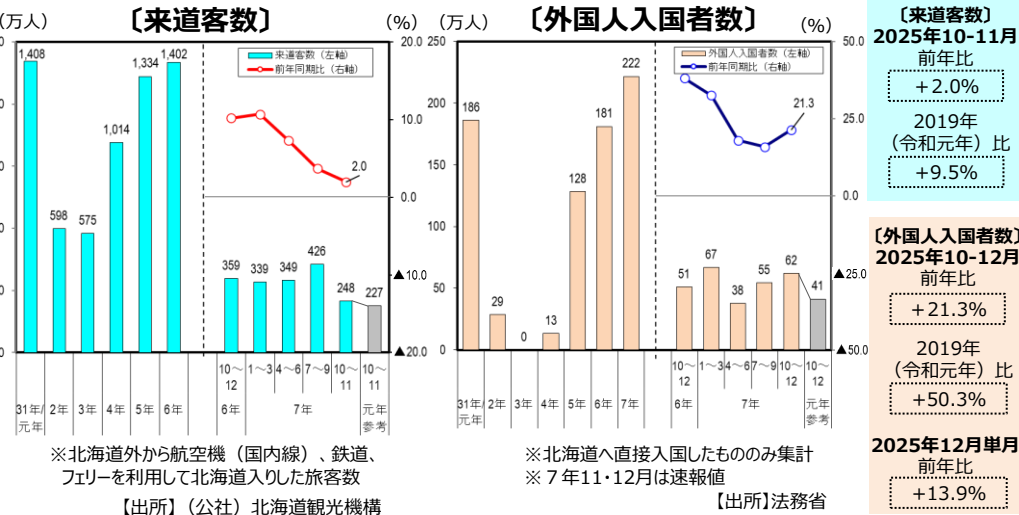 （万人）
〔来道客数〕
（%）
来道客数（左軸）
前年同期比（右軸）
20.0
10.0
0.0
▲10.0
▲20.0
1,408
598
575
1,014
1,334
1,402
359
339
349
426
248
227
2.0
31年/元年
2年
3年
4年
5年
6年
10～12
1～3
4～6
7～9
10～11
10～11
6年
7年
元年参考
※北海道外から航空機（国内線）、鉄道、
フェリーを利用して北海道入りした旅客数
【出所】（公社）北海道観光機構
（万人）
〔外国人入国者数〕
（%）
外国人入国者数（左軸）
前年同期比（右軸）
250
200
150
100
50
0
50.0
25.0
0.0
▲25.0
▲50.0
186
29
0
13
128
181
222
51
67
38
55
62
41
21.3
31年/元年
2年
3年
4年
5年
6年
7年
10～12
1～3
4～6
7～9
10～12
10～12
6年
7年
元年参考
※北海道へ直接入国したもののみ集計
※７年11・12月は速報値
【出所】法務省
〔来道客数〕
2025年10-11月
前年比
＋2.0%
2019年
（令和元年）比
+9.5%
〔外国人入国者数〕
2025年10-12月
前年比
＋21.3%
2019年
（令和元年）比
+50.3%
2025年12月単月
前年比
+13.9%